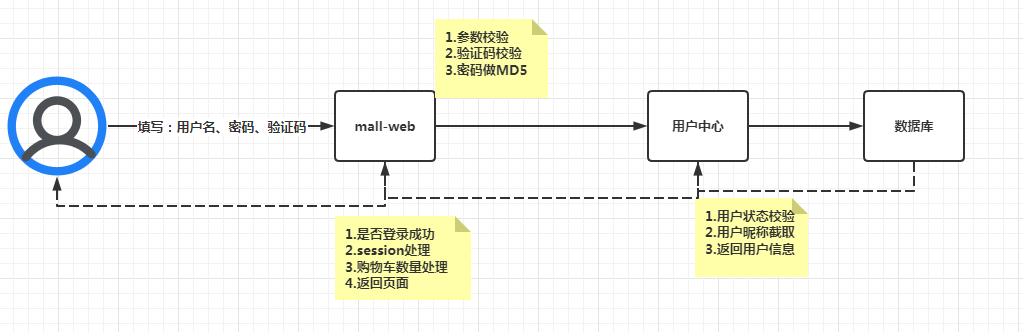 1.参数校验
2.验证码校验
3.密码做MD5
填写：用户名、密码、验证码
mall-web
用户中心
数据库
1.是否登录成功
2.session处理
3.购物车数量处理
4.返回页面
1.用户状态校验
2.用户昵称截取
3.返回用户信息